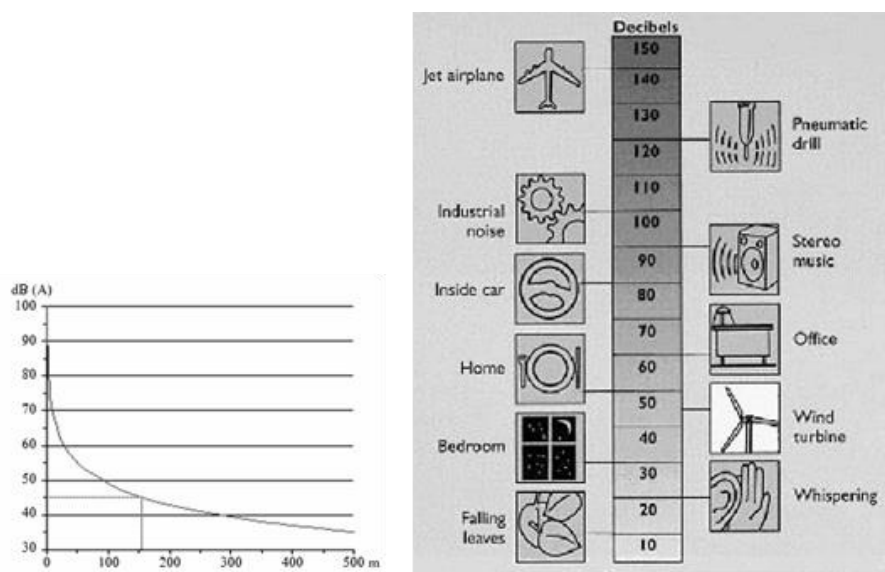 dB (A)
100
90
80
70
60
50
40
30
0 100 200 300 400 500 m
Decibels
150
140
130
120
110
100
90
80
70
60
50
40
30
20
10
Jet airplane
Industrial
noise
Inside car
Home
Bedroom
Falling
leaves
Pneumatic
drill
Stereo
music
Office
Wind
turbine
Whispering